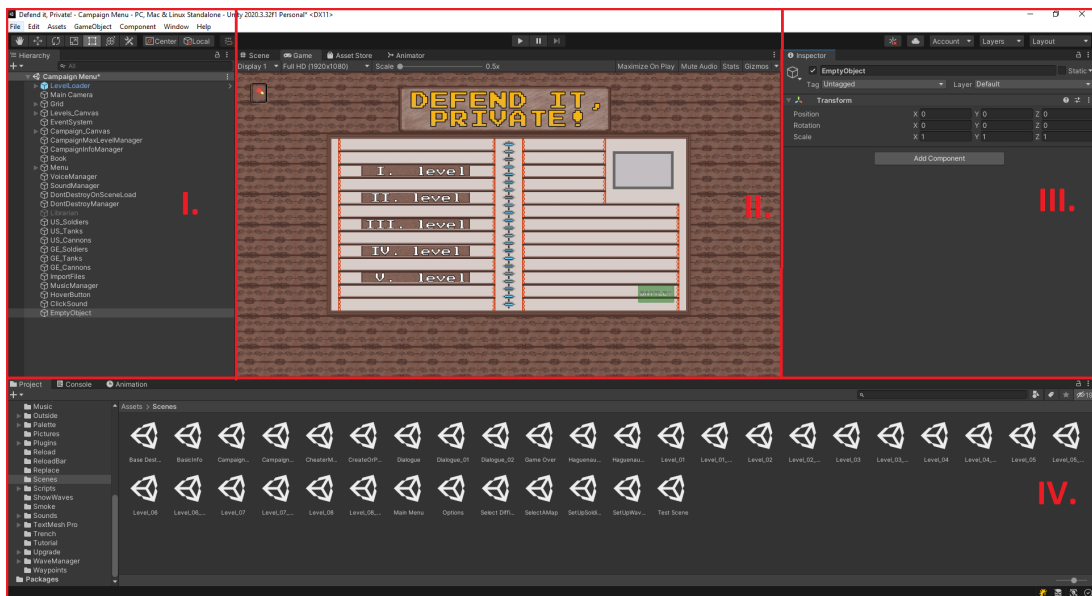 Defend it, Private! - Campaign Menu - PC, Mac & Linux Standalone - Unity 2020.3.32f1 Personal* <DX11>
File Edit Assets GameObject Component Window Help
Center Local
Account Layers Layout
Hierarchy
All
Campaign Menu*
LevelLoader
Main Camera
Grid
Levels_Canvas
EventSystem
Campaign_Canvas
CampaignMaxLevelManager
CampaignInfoManager
Book
Menu
VoiceManager
SoundManager
DontDestroyOnSceneLoad
DontDestroyManager
Librarian
US_Soldiers
US_Tanks
US_Cannons
GE_Soldiers
GE_Tanks
GE_Cannons
ImportFiles
MusicManager
HoverButton
ClickSound
EmptyObject
I.
Scene Game Asset Store Animator
Display 1 Full HD (1920x1080) Scale 0.5x Maximize On Play Mute Audio Stats Gizmos
DEFEND IT,
PRIVATE!
I. level
II. level
III. level
IV. level
V. level
II.
Inspector
EmptyObject Static
Tag Untagged Layer Default
Transform
Position X 0 Y 0 Z 0
Rotation X 0 Y 0 Z 0
Scale X 1 Y 1 Z 1
Add Component
III.
Project Console Animation
19
Music
Outside
Palette
Pictures
Plugins
Reload
ReloadBar
Replace
Scenes
Scripts
ShowWaves
Smoke
Sounds
TextMesh Pro
Trench
Tutorial
Upgrade
WaveManager
Waypoints
Packages
Assets > Scenes
Base Dest... BasicInfo Campaign... Campaign... CheaterM... CreateOrP... Dialogue Dialogue_01 Dialogue_02 Game Over Haguenau... Haguenau... Level_01 Level_01_... Level_02 Level_02_... Level_03 Level_03_... Level_04 Level_04_... Level_05 Level_05_...
Level_06 Level_06_... Level_07 Level_07_... Level_08 Level_08_... Main Menu Options Select Diffi... SelectAMap SetUpSoldi... SetUpWav... Test Scene
IV.